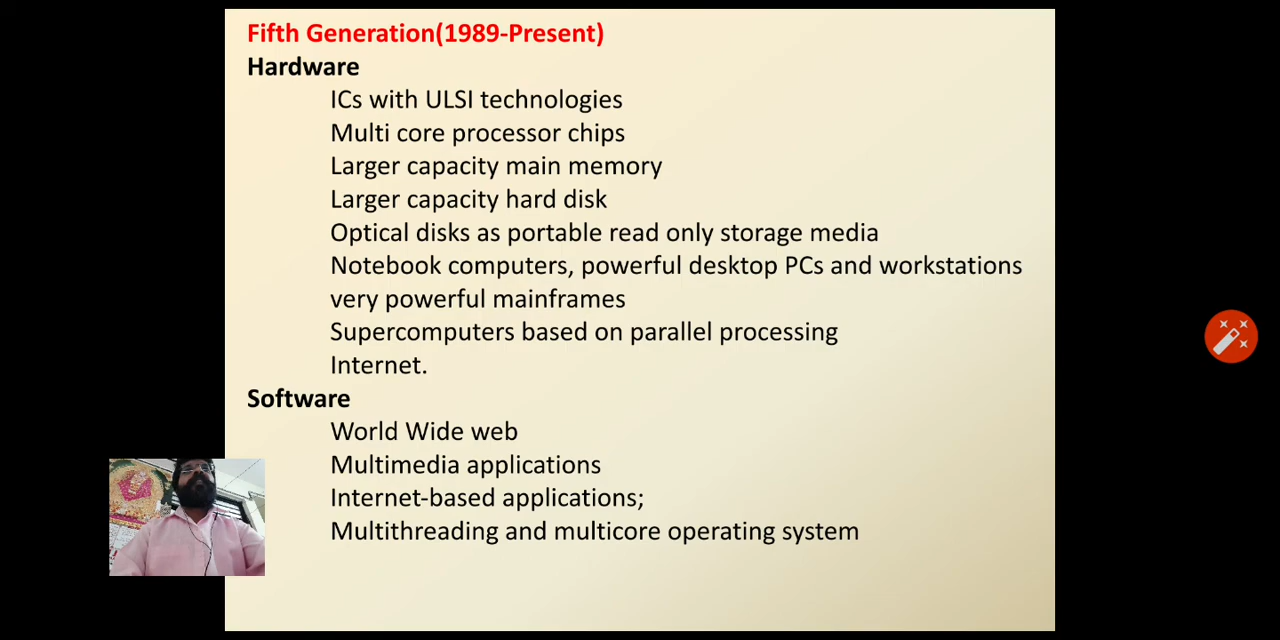 Fifth Generation(1989-Present)
Hardware
ICs with ULSI technologies
Multi core processor chips
Larger capacity main memory
Larger capacity hard disk
Optical disks as portable read only storage media
Notebook computers, powerful desktop PCs and workstations
very powerful mainframes
Supercomputers based on parallel processing
Internet.
Software
World Wide web
Multimedia applications
Internet-based applications;
Multithreading and multicore operating system